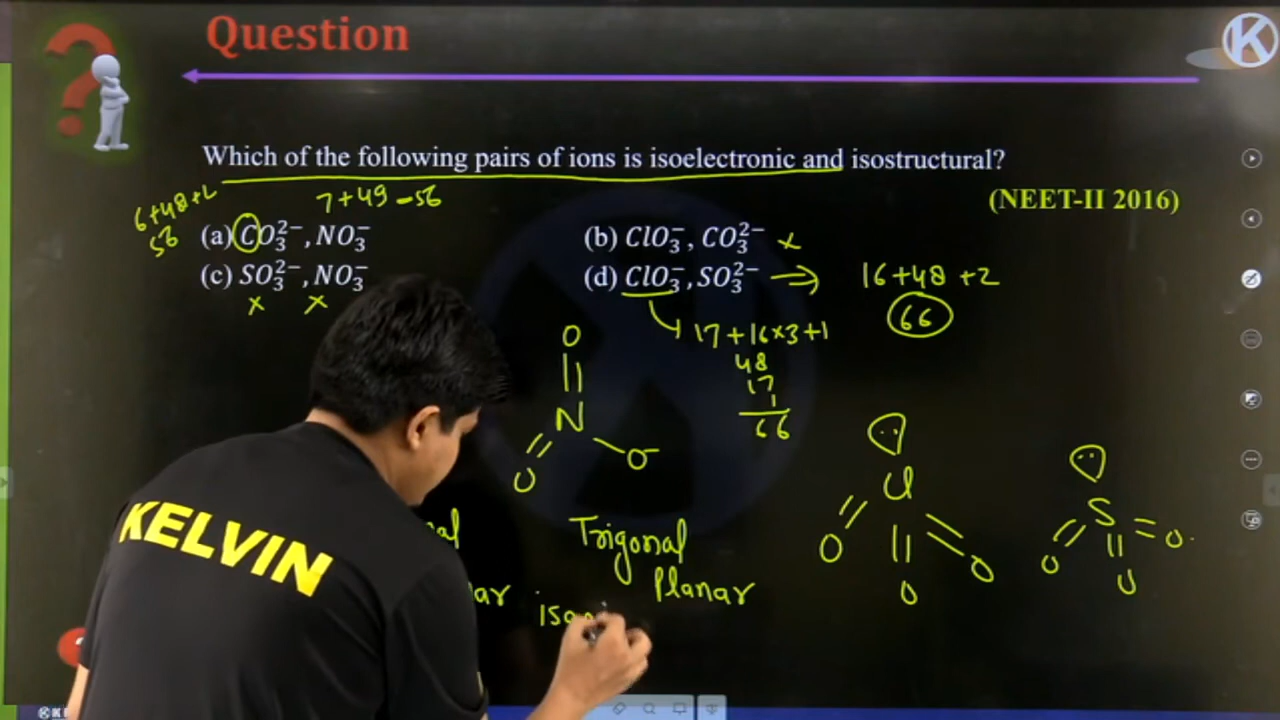 Question
K
Which of the following pairs of ions is isoelectronic and isostructural?
(NEET-II 2016)
6+48+2
56
7+49 - 56
(a) CO₃²⁻, NO₃⁻
(b) ClO₃⁻, CO₃²⁻ x
(c) SO₃²⁻, NO₃⁻
x x
(d) ClO₃⁻, SO₃²⁻ ⇒ 16+48 +2
66
17+16×3+1
48
17
1
66
O
N
O
O⁻
Trigonal
Planar
Cl
O
O
O
S
O
O
O
KELVIN